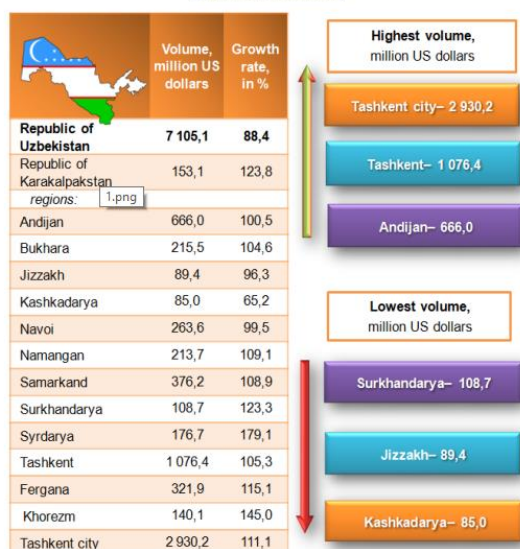 Volume, million US dollars
Growth rate, in %
Republic of Uzbekistan 7 105,1 88,4
Republic of Karakalpakstan 153,1 123,8
regions:
1.png
Andijan 666,0 100,5
Bukhara 215,5 104,6
Jizzakh 89,4 96,3
Kashkadarya 85,0 65,2
Navoi 263,6 99,5
Namangan 213,7 109,1
Samarkand 376,2 108,9
Surkhandarya 108,7 123,3
Syrdarya 176,7 179,1
Tashkent 1 076,4 105,3
Fergana 321,9 115,1
Khorezm 140,1 145,0
Tashkent city 2 930,2 111,1
Highest volume,
million US dollars
Tashkent city– 2 930,2
Tashkent– 1 076,4
Andijan– 666,0
Lowest volume,
million US dollars
Surkhandarya– 108,7
Jizzakh– 89,4
Kashkadarya– 85,0